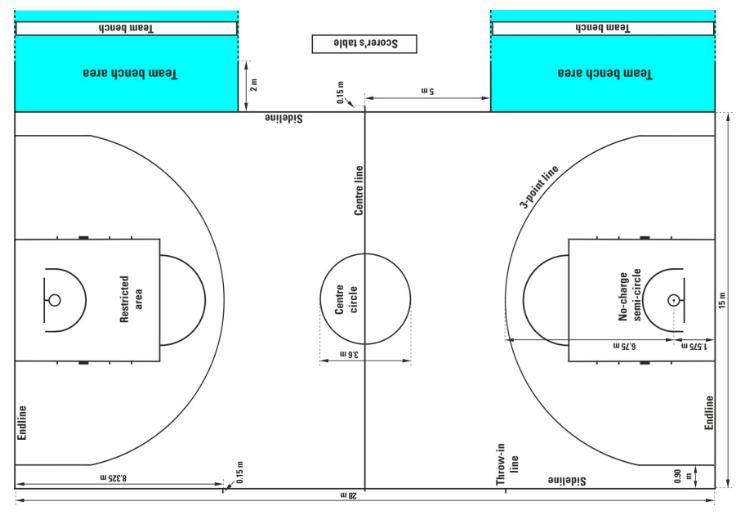 Team bench
Team bench
Scorer's table
Team bench area
Team bench area
2 m
0.15 m
5 m
Sideline
Centre line
3-point line
Restricted
area
Centre
circle
No-charge
semi-circle
15 m
3.6 m
6.75 m
1.575 m
Endline
Endline
Throw-in
line
8.325 m
0.15 m
Sideline
0.90
m
28 m